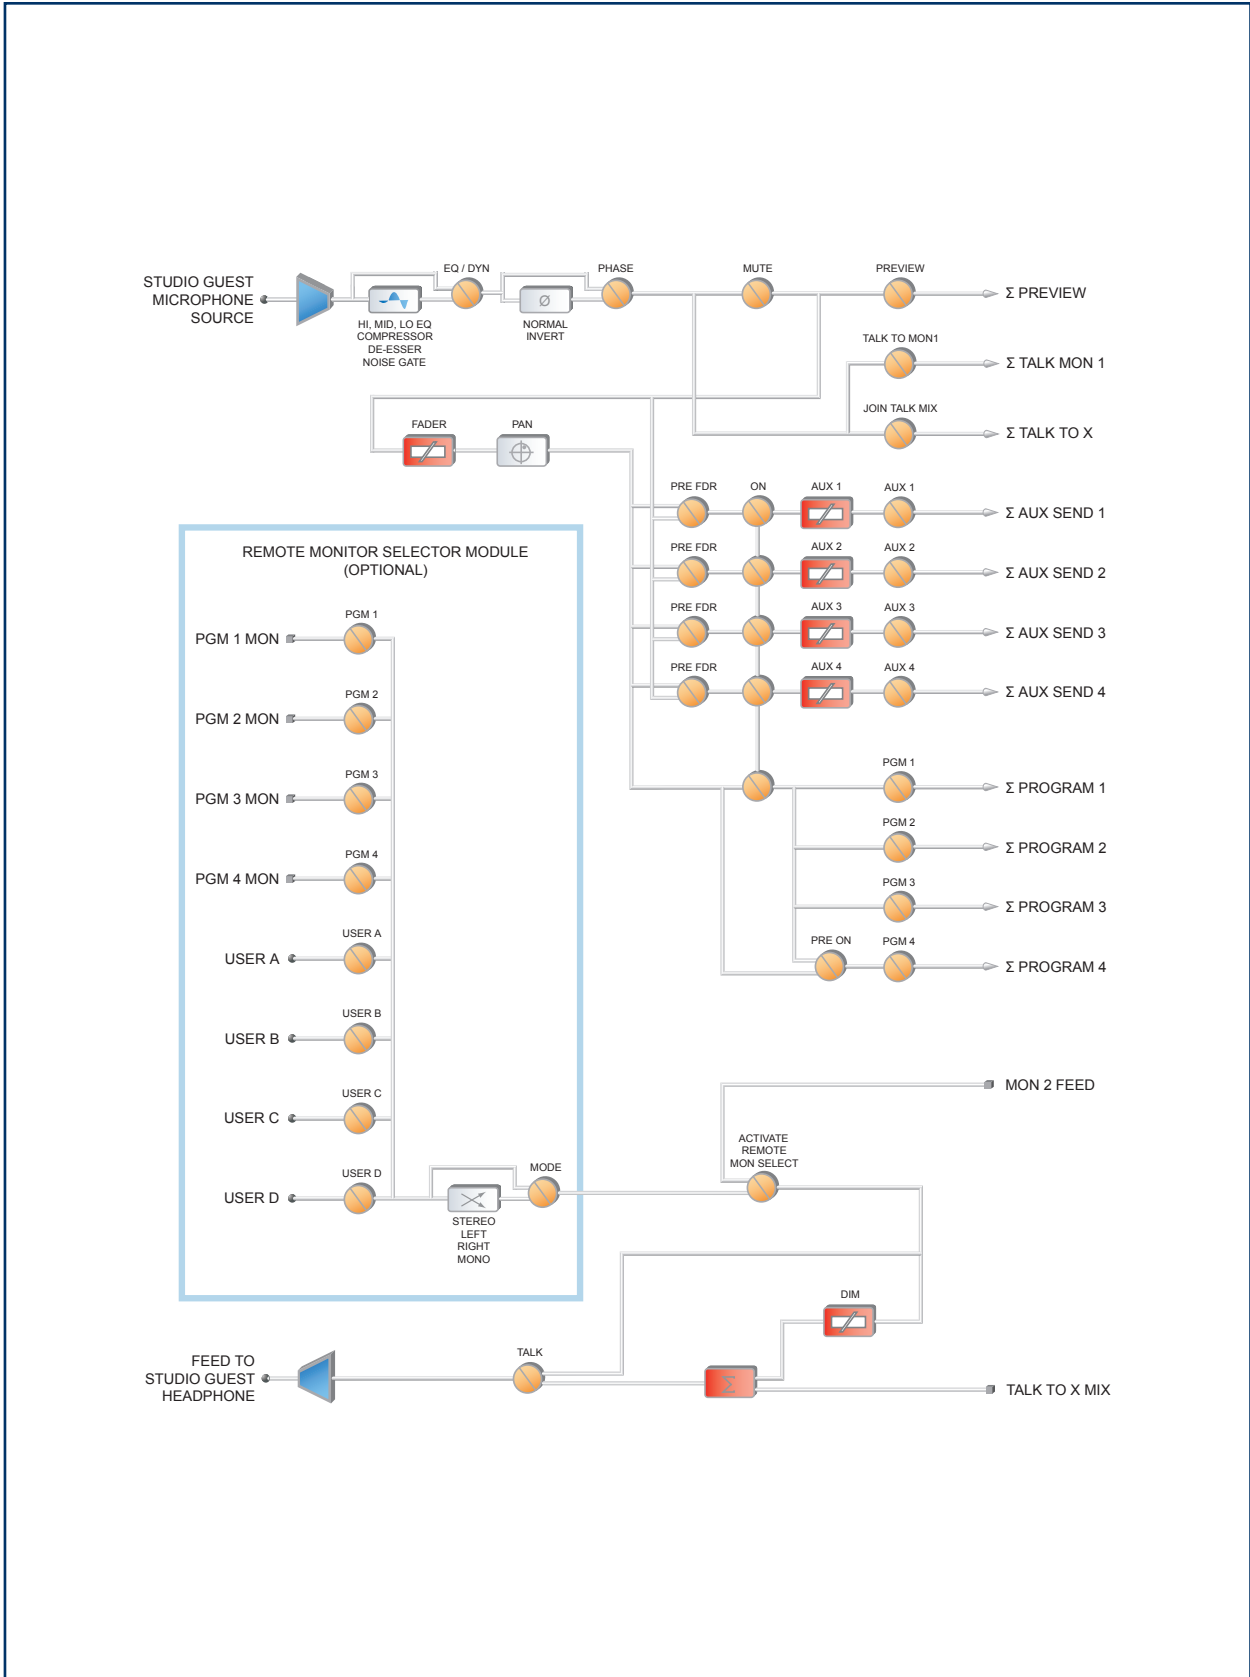 STUDIO GUEST
MICROPHONE
SOURCE
EQ / DYN
PHASE
MUTE
PREVIEW
Σ PREVIEW
Ø
HI, MID, LO EQ
COMPRESSOR
DE-ESSER
NOISE GATE
NORMAL
INVERT
TALK TO MON1
Σ TALK MON 1
JOIN TALK MIX
Σ TALK TO X
FADER
PAN
PRE FDR
ON
AUX 1
AUX 1
Σ AUX SEND 1
PRE FDR
AUX 2
AUX 2
Σ AUX SEND 2
PRE FDR
AUX 3
AUX 3
Σ AUX SEND 3
PRE FDR
AUX 4
AUX 4
Σ AUX SEND 4
PGM 1
Σ PROGRAM 1
PGM 2
Σ PROGRAM 2
PGM 3
Σ PROGRAM 3
PRE ON
PGM 4
Σ PROGRAM 4
REMOTE MONITOR SELECTOR MODULE
(OPTIONAL)
PGM 1
PGM 1 MON
PGM 2
PGM 2 MON
PGM 3
PGM 3 MON
PGM 4
PGM 4 MON
USER A
USER A
USER B
USER B
USER C
USER C
USER D
USER D
MODE
STEREO
LEFT
RIGHT
MONO
MON 2 FEED
ACTIVATE
REMOTE
MON SELECT
DIM
FEED TO
STUDIO GUEST
HEADPHONE
TALK
Σ
TALK TO X MIX